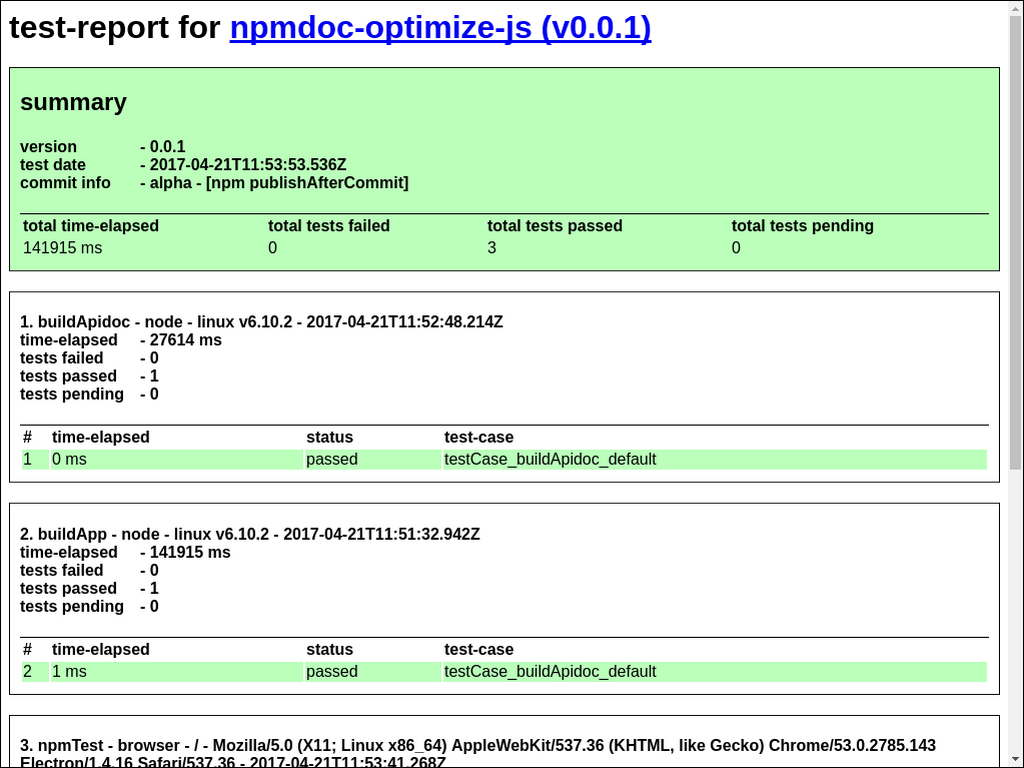 test-report for npmdoc-optimize-js (v0.0.1)
summary
version - 0.0.1
test date - 2017-04-21T11:53:53.536Z
commit info - alpha - [npm publishAfterCommit]
total time-elapsed total tests failed total tests passed total tests pending
141915 ms 0 3 0
1. buildApidoc - node - linux v6.10.2 - 2017-04-21T11:52:48.214Z
time-elapsed - 27614 ms
tests failed - 0
tests passed - 1
tests pending - 0
# time-elapsed status test-case
1 0 ms passed testCase_buildApidoc_default
2. buildApp - node - linux v6.10.2 - 2017-04-21T11:51:32.942Z
time-elapsed - 141915 ms
tests failed - 0
tests passed - 1
tests pending - 0
# time-elapsed status test-case
2 1 ms passed testCase_buildApidoc_default
3. npmTest - browser - / - Mozilla/5.0 (X11; Linux x86_64) AppleWebKit/537.36 (KHTML, like Gecko) Chrome/53.0.2785.143
Electron/1.4.16 Safari/537.36 - 2017-04-21T11:53:41.268Z